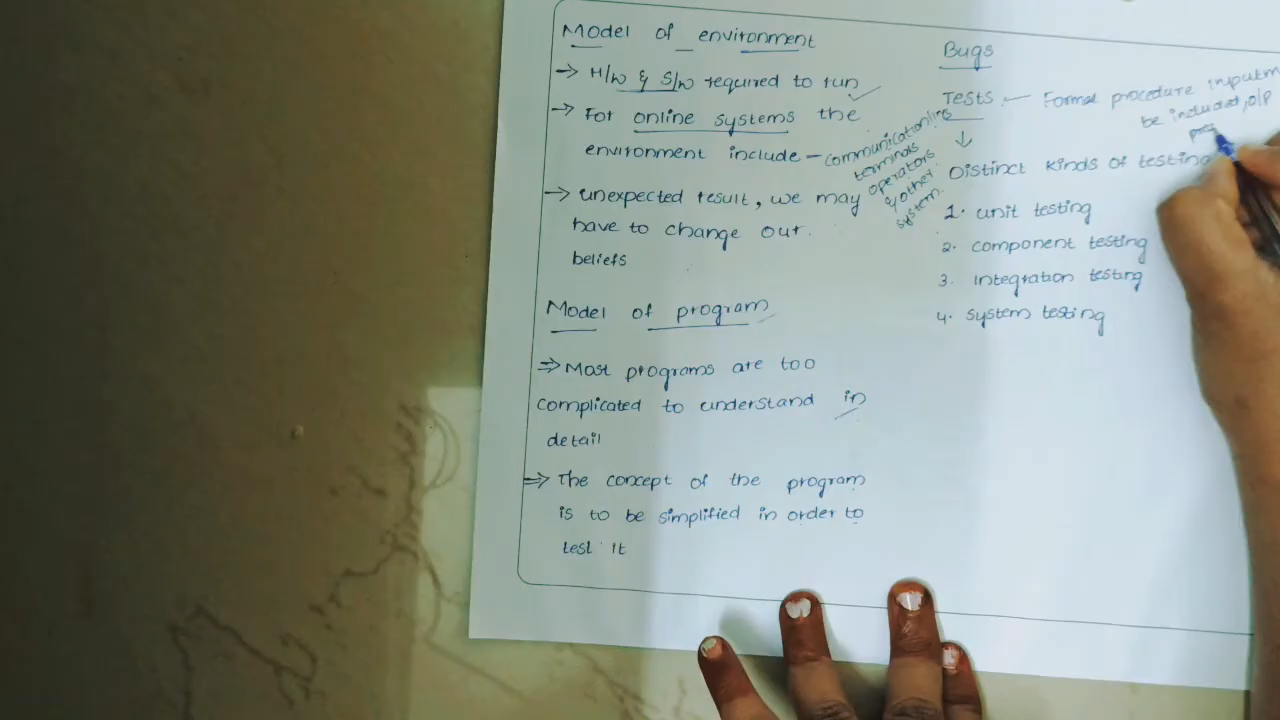 Model of environment
→ H/w & S/w required to run
→ For online systems the
environment include - communication line
terminals
operators
& other
system.
→ unexpected result, we may
have to change our
beliefs
Model of program
⇒ Most programs are too
complicated to understand in
detail
⇒ The concept of the program
is to be simplified in order to
test it
Bugs
Tests - Formal procedure input
be included, o/p
↓
Distinct kinds of testing
1. unit testing
2. component testing
3. integration testing
4. system testing